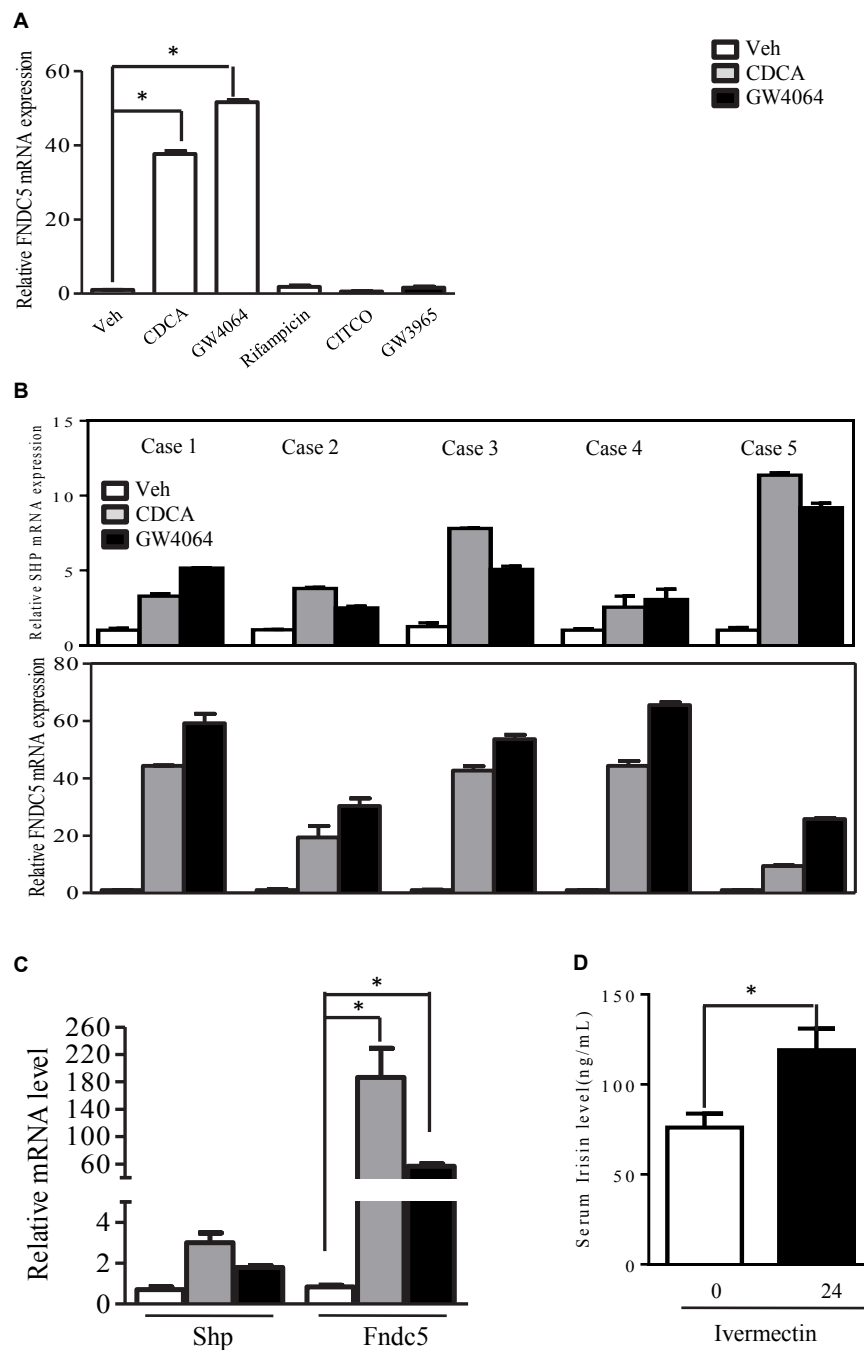 A
Veh
CDCA
GW4064
*
*
Relative FNDC5 mRNA expression
60
40
20
0
Veh
CDCA
GW4064
Rifampicin
CITCO
GW3965
B
Relative SHP mRNA expression
15
10
5
0
Case 1 Case 2 Case 3 Case 4 Case 5
Veh
CDCA
GW4064
Relative FNDC5 mRNA expression
80
60
40
20
0
C
*
*
Relative mRNA level
260
220
180
140
100
60
4
2
0
Shp Fndc5
D
*
Serum Irisin level(ng/mL)
150
100
50
0
0 24
Ivermectin